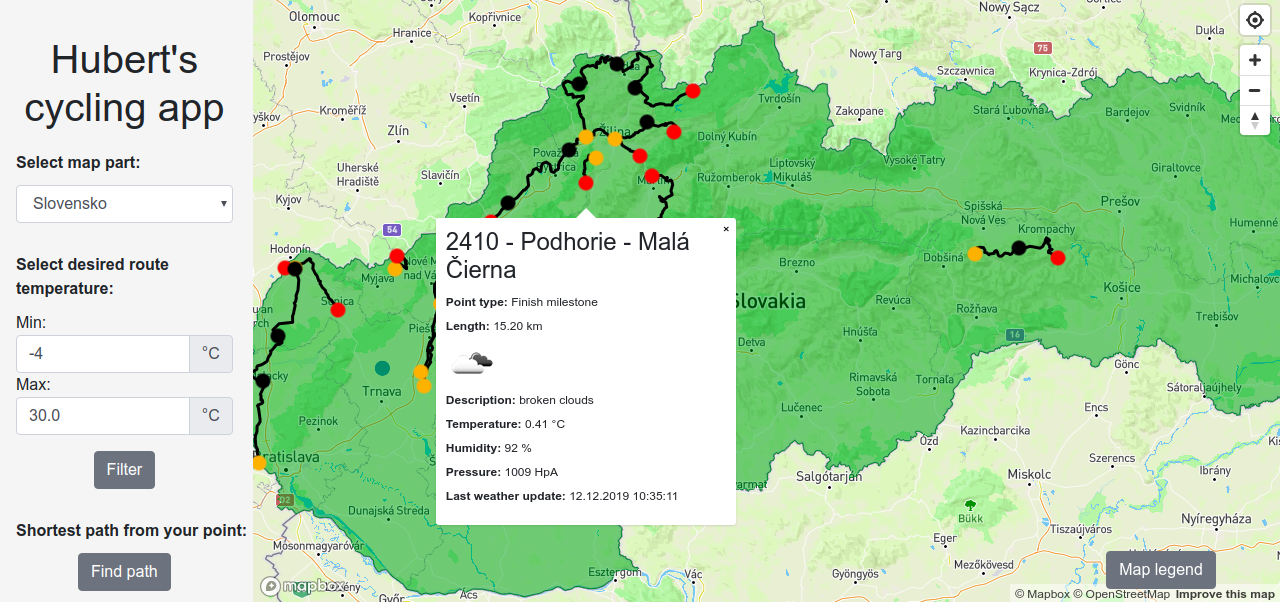 Hubert's
cycling app
Select map part:
Slovensko
Select desired route
temperature:
Min:
-4
°C
Max:
30.0
°C
Filter
Shortest path from your point:
Find path
Olomouc
Kopřivnice
Hranice
Prostějov
Kroměříž
Vsetín
Zlín
Uherské
Hradiště
Slavičín
Kyjov
54
Hodonín
Myjava
Trnava
Pezinok
Bratislava
D2
Dunajská Streda
Mosonmagyaróvár
Ács
Esztergom
Vác
Žilina
Považská
Bystrica
Dolný Kubín
Ružomberok
Liptovský
Mikuláš
Tvrdošín
Nowy Targ
Zakopane
Nowy Sącz
75
Szczawnica
Krynica-Zdrój
Dukla
Stará Ľubovňa
Bardejov
Svidník
Vysoké Tatry
Giraltovce
Spišská
Nová Ves
Prešov
Krompachy
Humenné
Brezno
Dobšiná
Košice
Michalovce
Slovakia
Revúca
Rožňava
Trebišov
Detva
Hnúšťa
16
Rimavská
Sobota
Tornaľa
Lučenec
Gönc
Sátoraljaújhely
Encs
Ózd
Kazincbarcika
Szerencs
Salgótarján
Miskolc
Ibrány
Bükk
Eger
Tiszaújváros
Nyíregyháza
Gyöngyös
Mezőkövesd
2410 - Podhorie - Malá
Čierna
×
Point type: Finish milestone
Length: 15.20 km
Description: broken clouds
Temperature: 0.41 °C
Humidity: 92 %
Pressure: 1009 HpA
Last weather update: 12.12.2019 10:35:11
Map legend
mapbox
© Mapbox © OpenStreetMap Improve this map